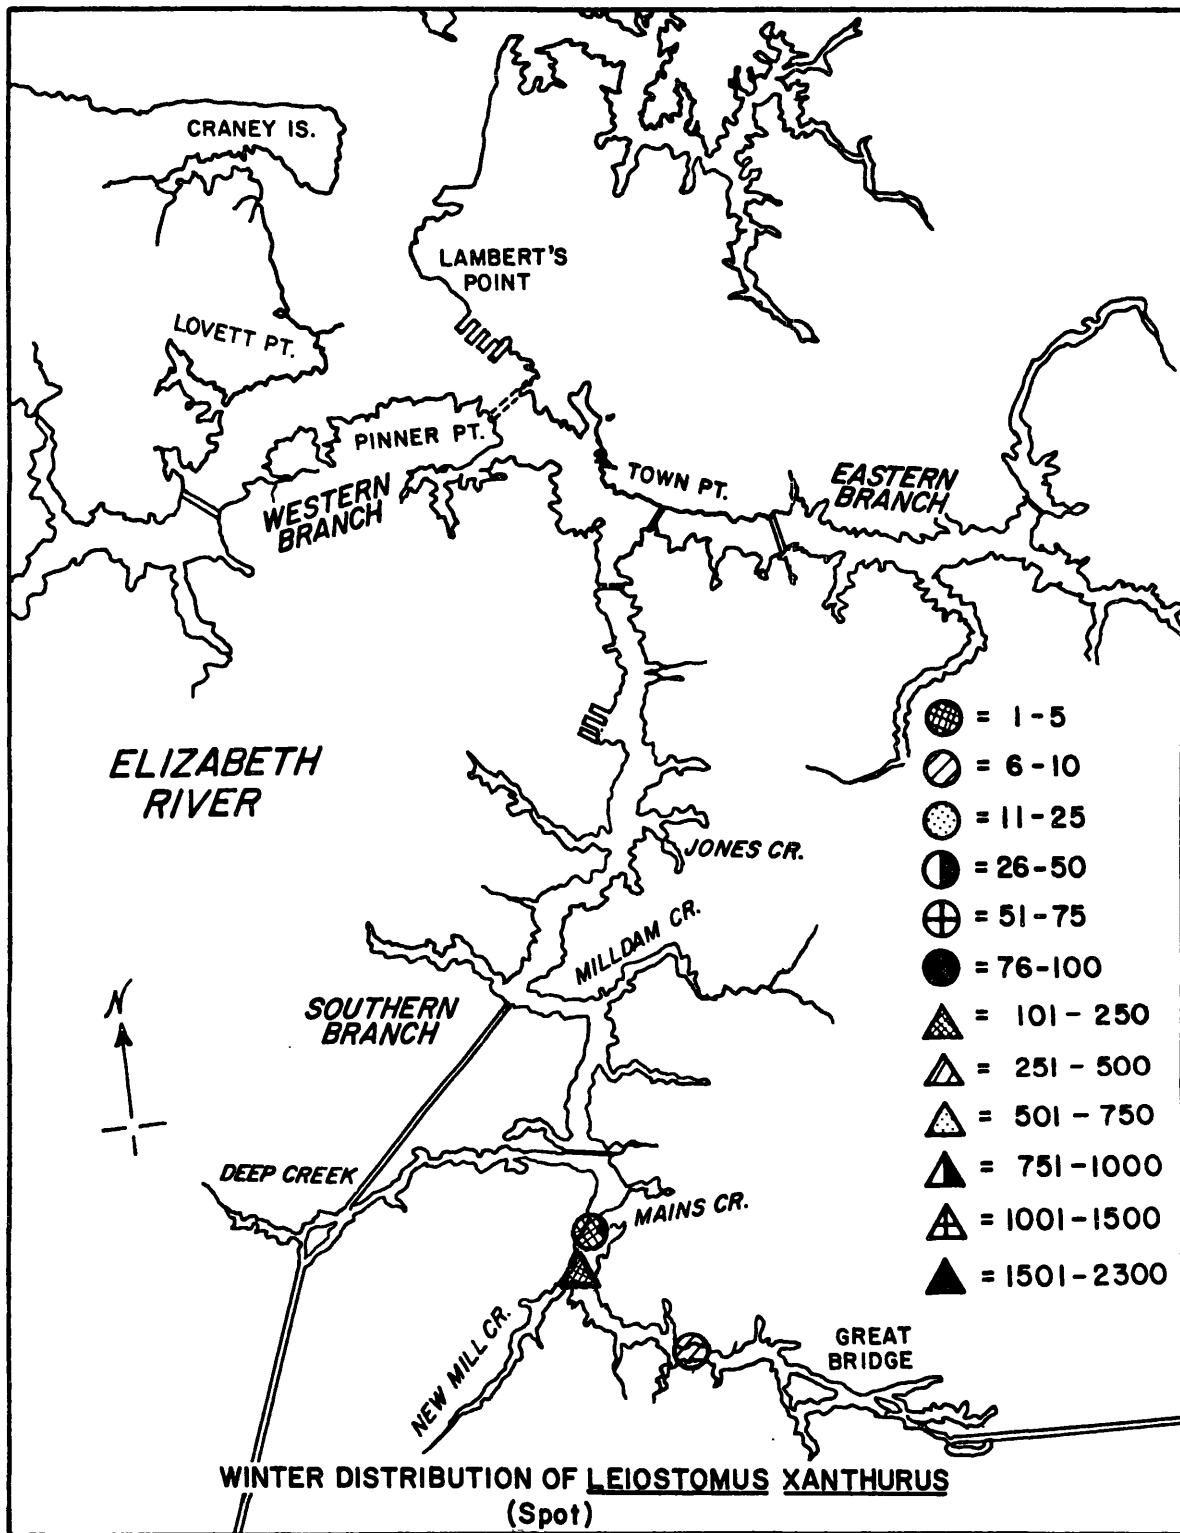 CRANEY IS.
LAMBERT'S
POINT
LOVETT PT.
PINNER PT.
WESTERN
BRANCH
TOWN PT.
EASTERN
BRANCH
ELIZABETH
RIVER
= 1-5
= 6-10
= 11-25
= 26-50
= 51-75
= 76-100
= 101-250
= 251-500
= 501-750
= 751-1000
= 1001-1500
= 1501-2300
JONES CR.
MILLDAM CR.
SOUTHERN
BRANCH
N
DEEP CREEK
MAINS CR.
NEW MILL CR.
GREAT
BRIDGE
WINTER DISTRIBUTION OF LEIOSTOMUS XANTHURUS
(Spot)